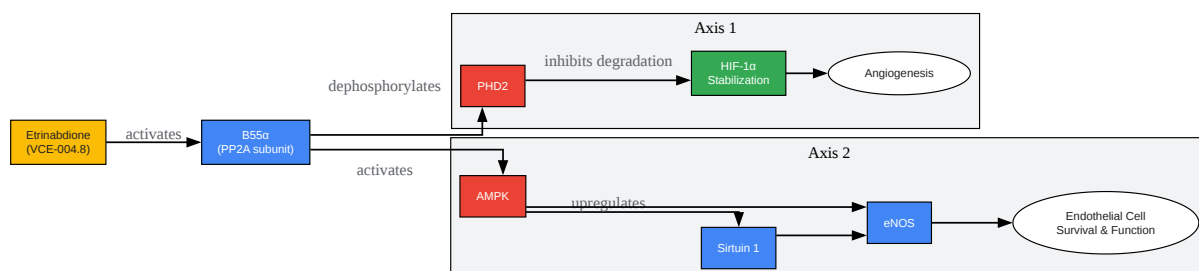 Axis 1
inhibits degradation
PHD2
HIF-1α
Stabilization
Angiogenesis
dephosphorylates
Etrinabdione
(VCE-004.8)
activates
B55α
(PP2A subunit)
activates
Axis 2
AMPK
upregulates
Sirtuin 1
eNOS
Endothelial Cell
Survival & Function